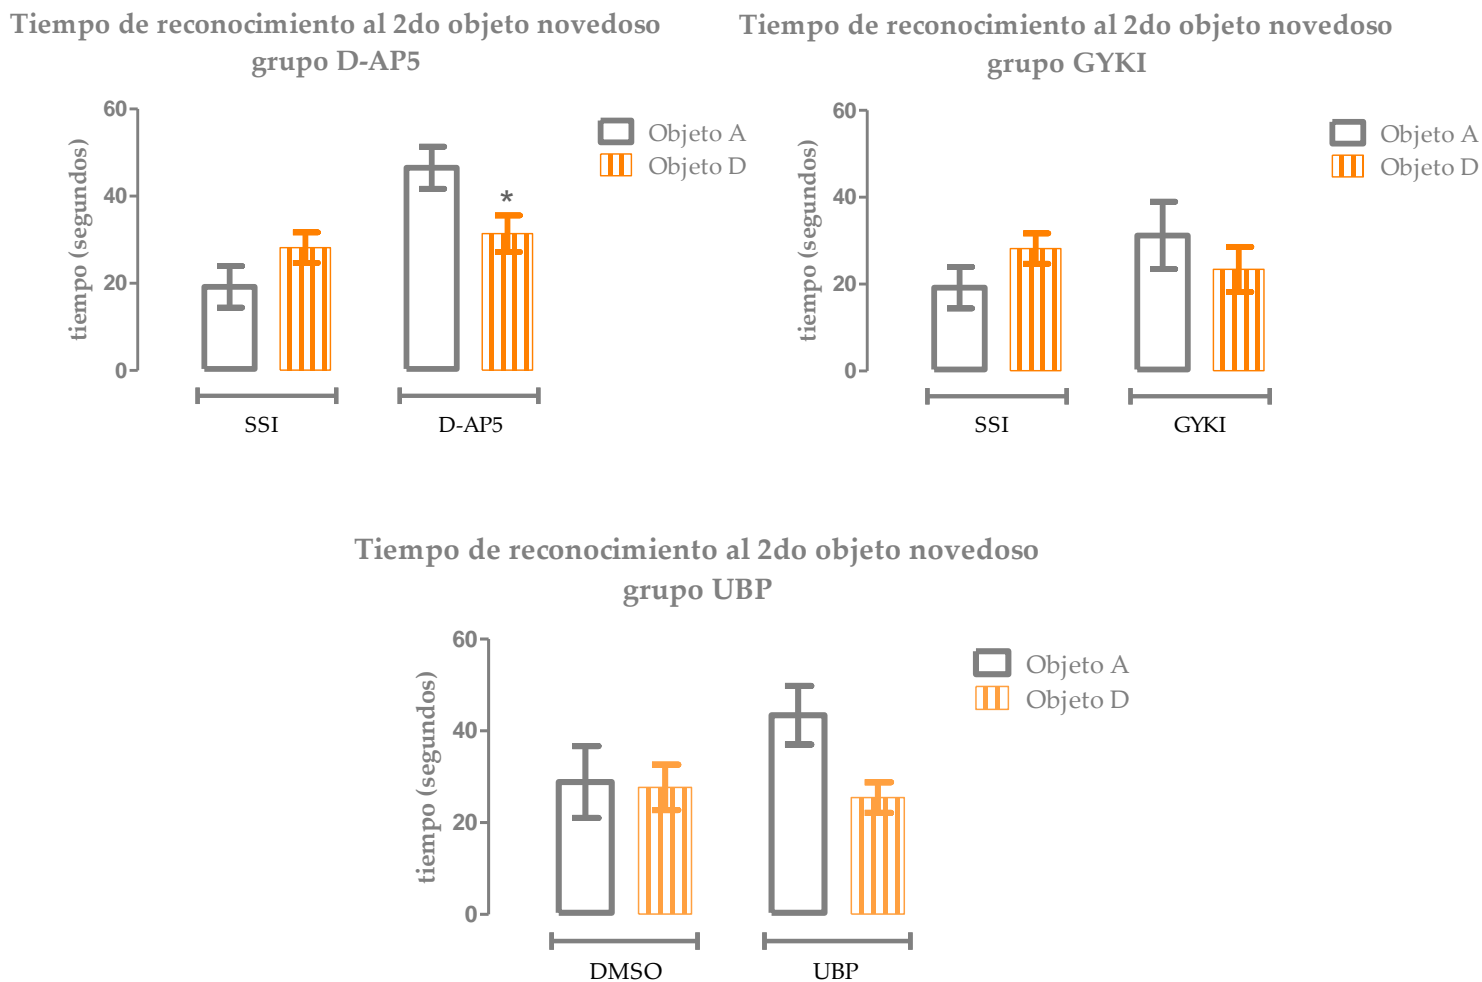 Tiempo de reconocimiento al 2do objeto novedoso
grupo D-AP5
60
40
20
0
tiempo (segundos)
*
Objeto A
Objeto D
SSI
D-AP5
Tiempo de reconocimiento al 2do objeto novedoso
grupo GYKI
60
40
20
0
tiempo (segundos)
Objeto A
Objeto D
SSI
GYKI
Tiempo de reconocimiento al 2do objeto novedoso
grupo UBP
60
40
20
0
tiempo (segundos)
Objeto A
Objeto D
DMSO
UBP